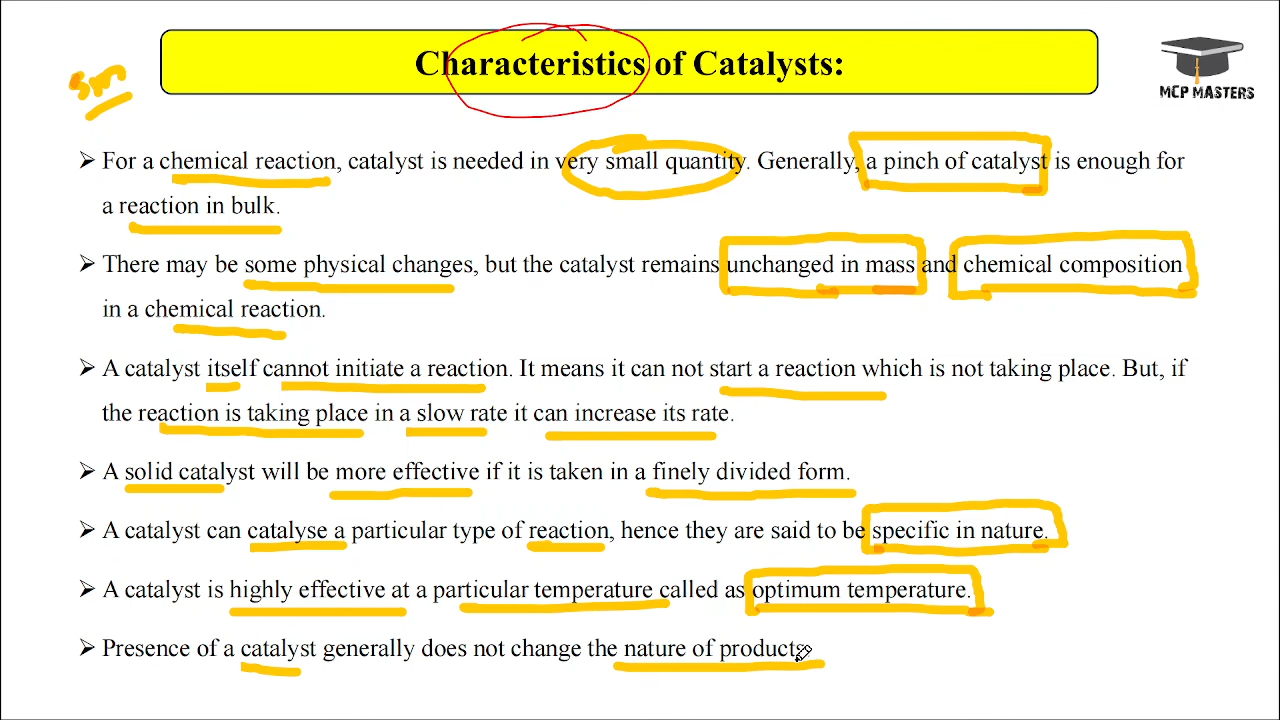 Characteristics of Catalysts:
MCP MASTERS
➢ For a chemical reaction, catalyst is needed in very small quantity. Generally, a pinch of catalyst is enough for
a reaction in bulk.
➢ There may be some physical changes, but the catalyst remains unchanged in mass and chemical composition
in a chemical reaction.
➢ A catalyst itself cannot initiate a reaction. It means it can not start a reaction which is not taking place. But, if
the reaction is taking place in a slow rate it can increase its rate.
➢ A solid catalyst will be more effective if it is taken in a finely divided form.
➢ A catalyst can catalyse a particular type of reaction, hence they are said to be specific in nature.
➢ A catalyst is highly effective at a particular temperature called as optimum temperature.
➢ Presence of a catalyst generally does not change the nature of products